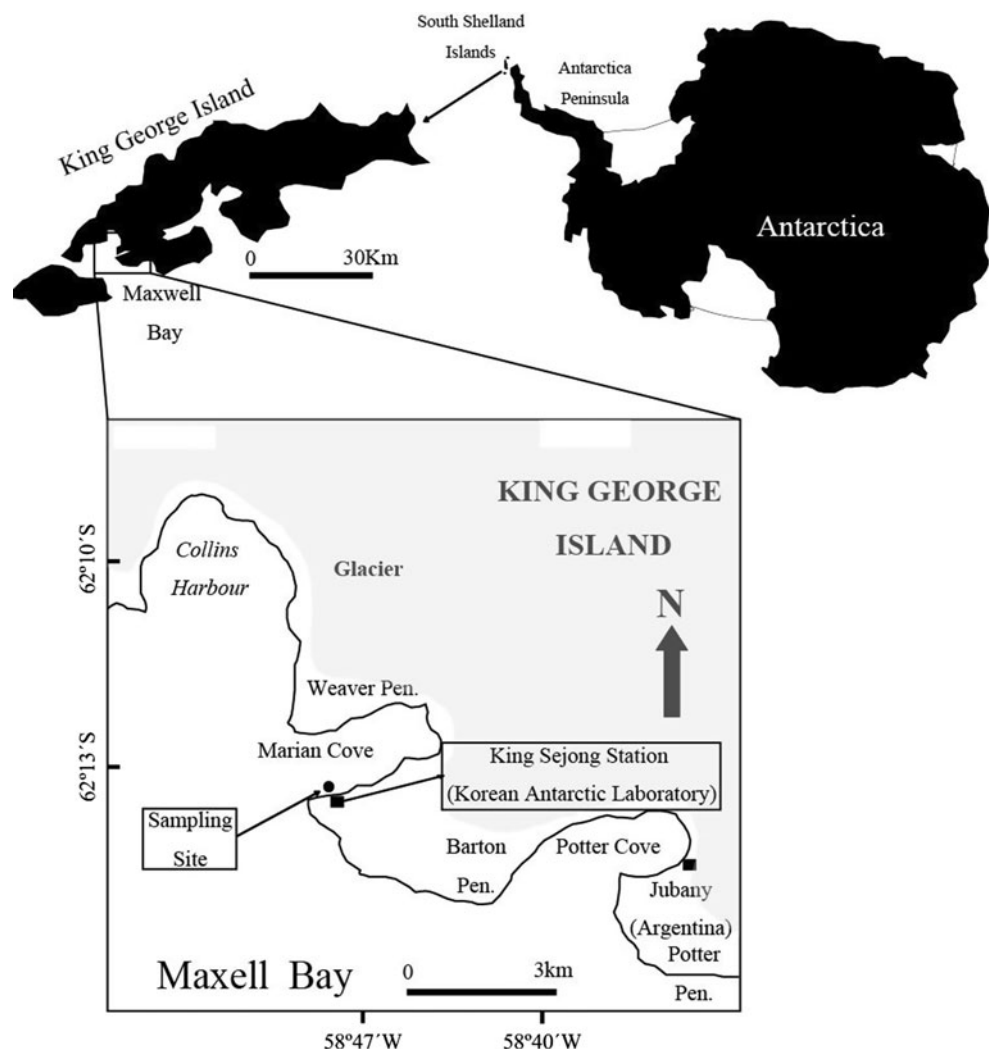 South Shelland
Islands
Antarctica
Peninsula
King George Island
Antarctica
0 30Km
Maxwell
Bay
KING GEORGE
ISLAND
62°10´S
Collins
Harbour
Glacier
N
Weaver Pen.
Marian Cove
62°13´S
King Sejong Station
(Korean Antarctic Laboratory)
Sampling
Site
Barton
Pen.
Potter Cove
Jubany
(Argentina)
Potter
Pen.
Maxell Bay
0 3km
58°47´W
58°40´W